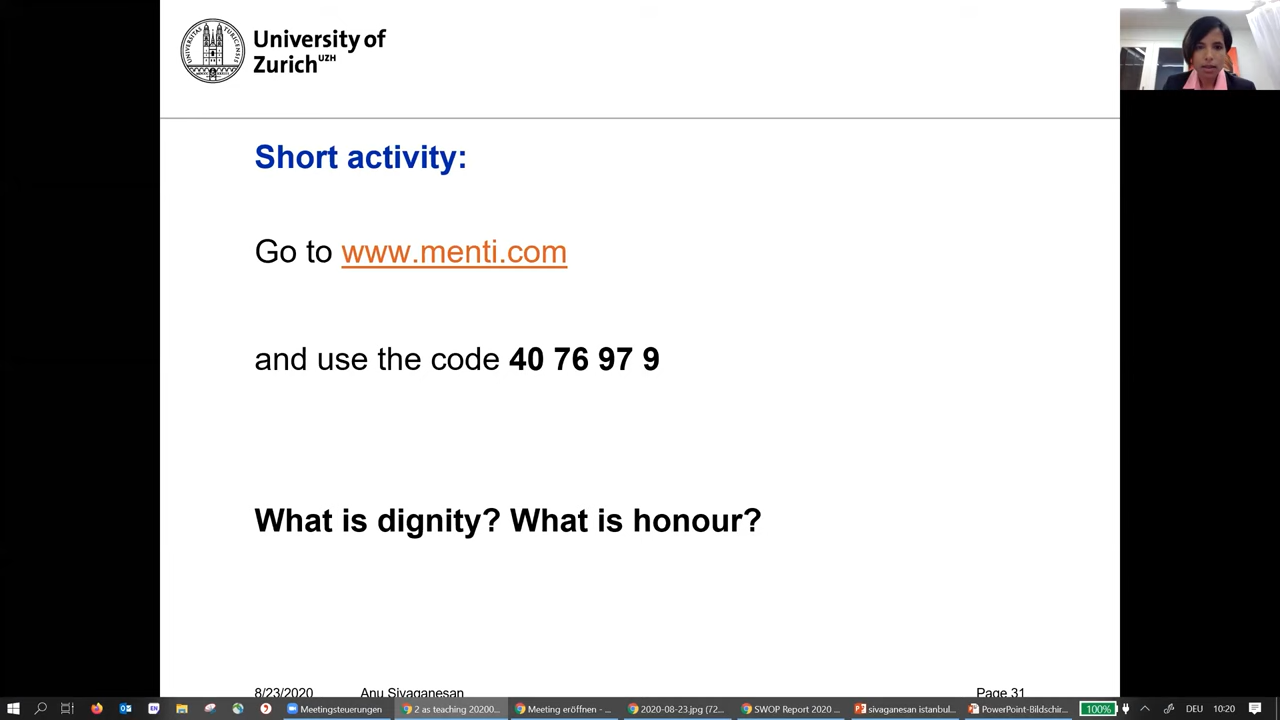 University of
Zurich UZH
Short activity:
Go to www.menti.com
and use the code 40 76 97 9
What is dignity? What is honour?
8/23/2020 Anu Sivaganesan Page 31
Meetingsteuerungen 2 as teaching 20200... Meeting eröffnen - ... 2020-08-23.jpg (72... SWOP Report 2020 ... sivaganesan istanbul... PowerPoint-Bildschir... 100% DEU 10:20